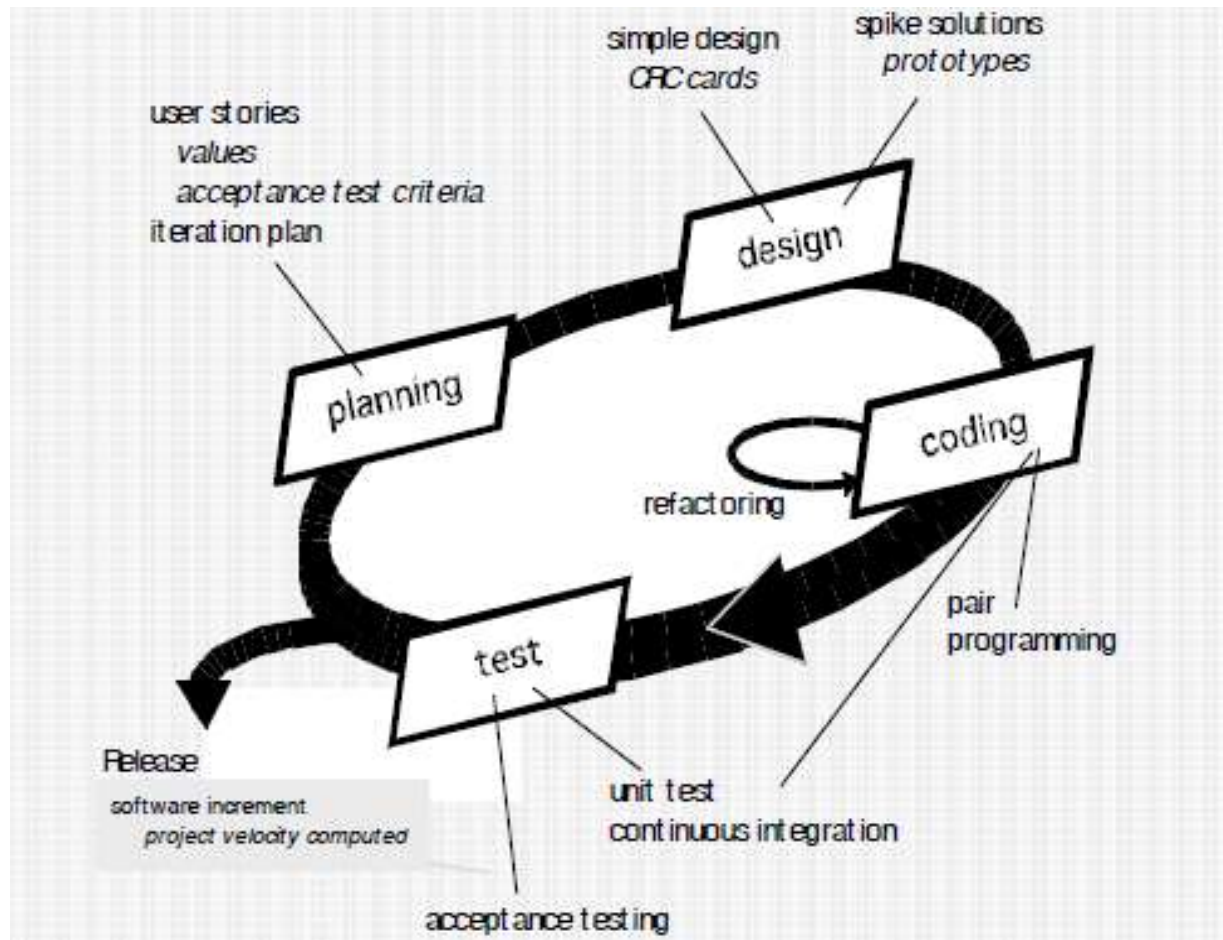 simple design
CRC cards
spike solutions
prototypes
user stories
values
acceptance test criteria
iteration plan
design
planning
coding
refactoring
pair
programming
test
Release
software increment
project velocity computed
unit test
continuous integration
acceptance testing